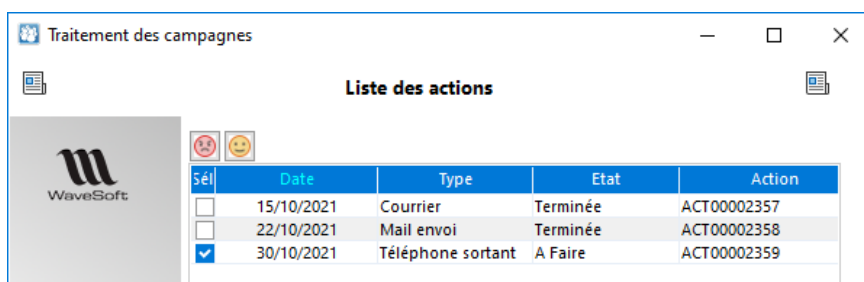 Traitement des campagnes
Liste des actions
WaveSoft
Sél Date Type Etat Action
15/10/2021 Courrier Terminée ACT00002357
22/10/2021 Mail envoi Terminée ACT00002358
30/10/2021 Téléphone sortant A Faire ACT00002359